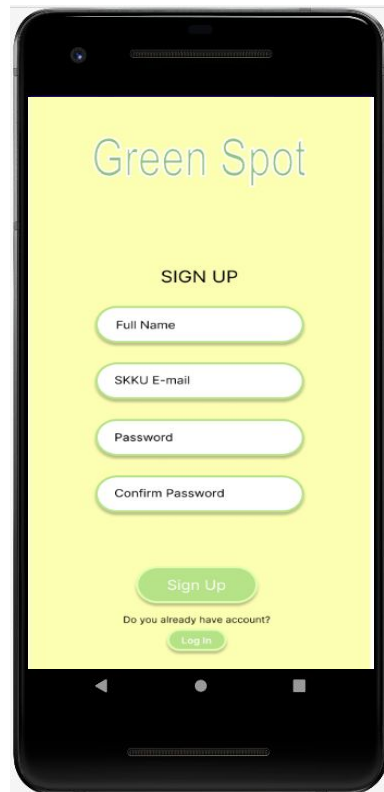 Green Spot
SIGN UP
Full Name
SKKU E-mail
Password
Confirm Password
Sign Up
Do you already have account?
Log In